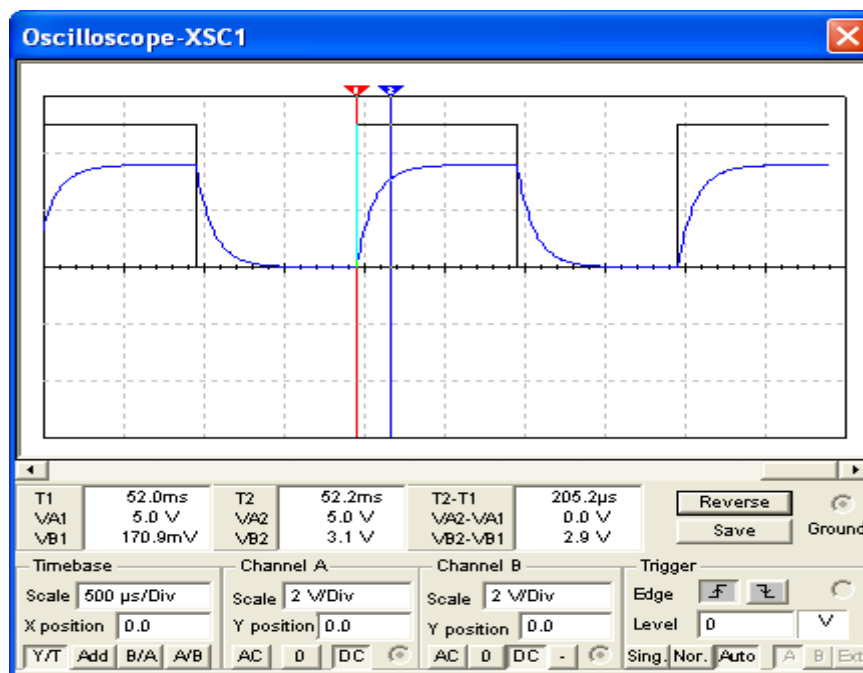 Oscilloscope-XSC1
1 2
T1 52.0ms T2 52.2ms T2-T1 205.2µs Reverse
VA1 5.0 V VA2 5.0 V VA2-VA1 0.0 V
VB1 170.9mV VB2 3.1 V VB2-VB1 2.9 V Save Ground
Timebase Channel A Channel B Trigger
Scale 500 µs/Div Scale 2 V/Div Scale 2 V/Div Edge
X position 0.0 Y position 0.0 Y position 0.0 Level 0 V
Y/T Add B/A A/B AC 0 DC AC 0 DC - Sing. Nor. Auto A B Ext